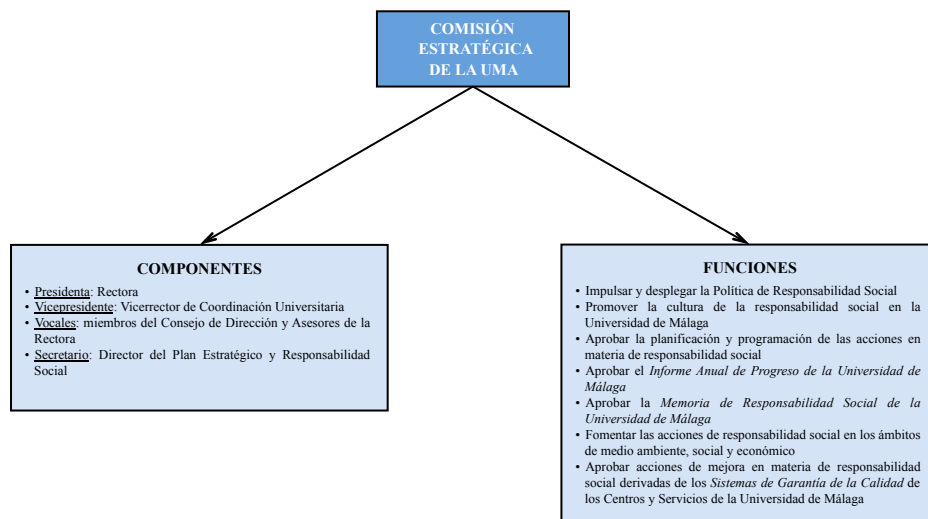 COMISIÓN
ESTRATÉGICA
DE LA UMA
COMPONENTES
• Presidenta: Rectora
• Vicepresidente: Vicerrector de Coordinación Universitaria
• Vocales: miembros del Consejo de Dirección y Asesores de la
Rectora
• Secretario: Director del Plan Estratégico y Responsabilidad
Social
FUNCIONES
• Impulsar y desplegar la Política de Responsabilidad Social
• Promover la cultura de la responsabilidad social en la
Universidad de Málaga
• Aprobar la planificación y programación de las acciones en
materia de responsabilidad social
• Aprobar el Informe Anual de Progreso de la Universidad de
Málaga
• Aprobar la Memoria de Responsabilidad Social de la
Universidad de Málaga
• Fomentar las acciones de responsabilidad social en los ámbitos
de medio ambiente, social y económico
• Aprobar acciones de mejora en materia de responsabilidad
social derivadas de los Sistemas de Garantía de la Calidad de
los Centros y Servicios de la Universidad de Málaga